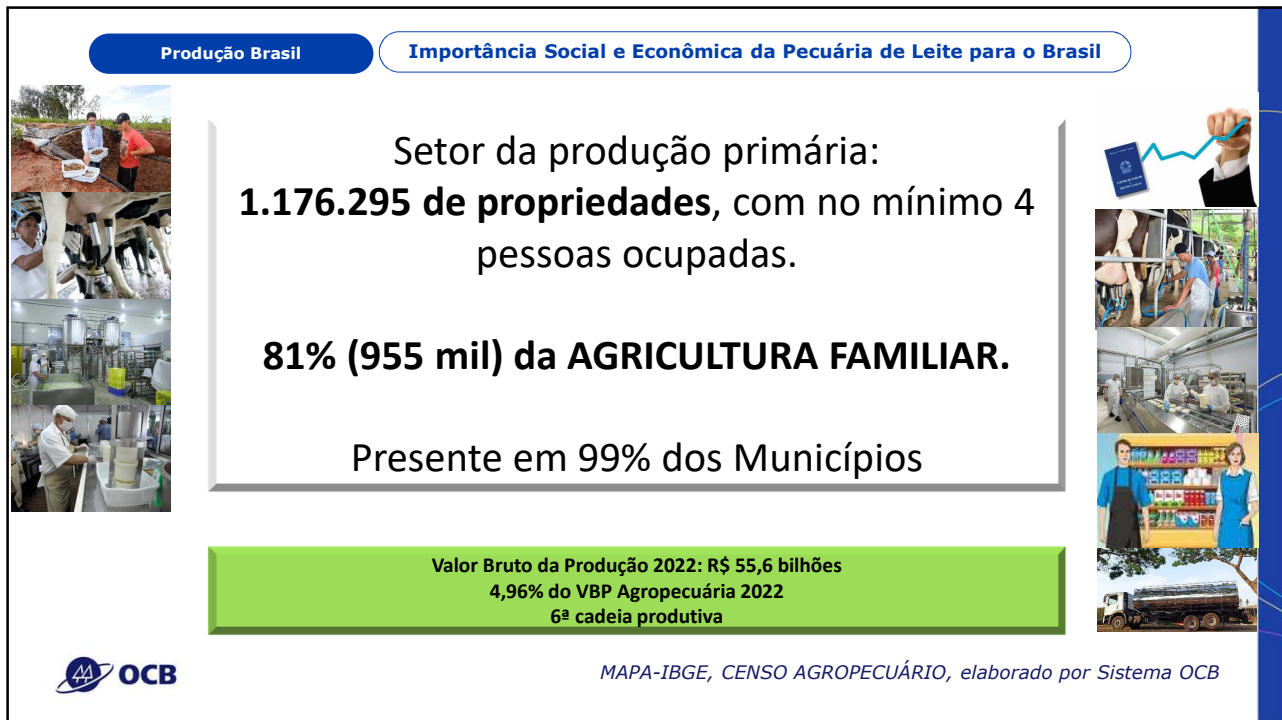 Produção Brasil
Importância Social e Econômica da Pecuária de Leite para o Brasil
Setor da produção primária:
1.176.295 de propriedades, com no mínimo 4
pessoas ocupadas.
81% (955 mil) da AGRICULTURA FAMILIAR.
Presente em 99% dos Municípios
Valor Bruto da Produção 2022: R$ 55,6 bilhões
4,96% do VBP Agropecuária 2022
6ª cadeia produtiva
OCB
MAPA-IBGE, CENSO AGROPECUÁRIO, elaborado por Sistema OCB